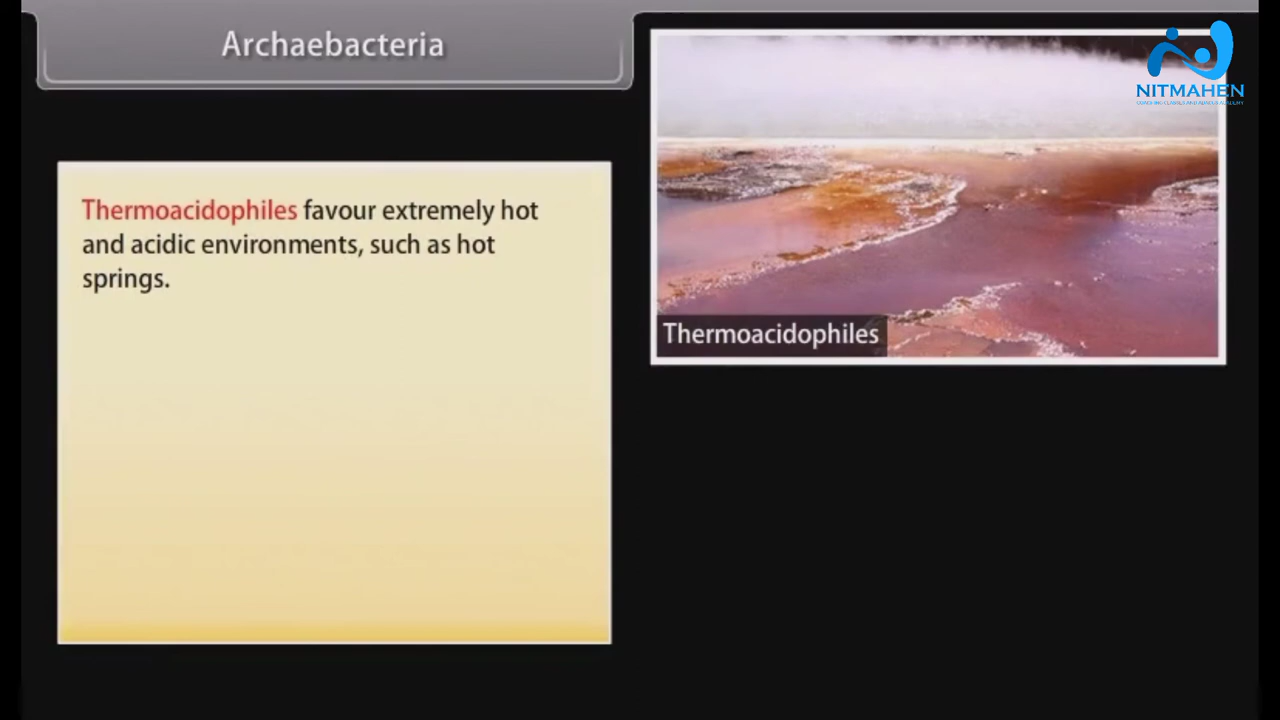 Archaebacteria
NITMAHEN
Thermoacidophiles favour extremely hot
and acidic environments, such as hot
springs.
Thermoacidophiles